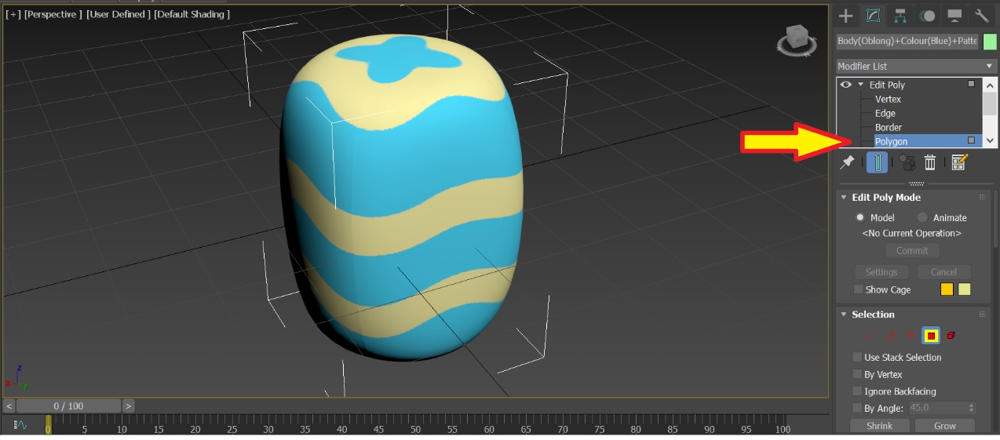 [+] [Perspective ] [User Defined ] [Default Shading ]
Body(Oblong)+Colour(Blue)+Patte
Modifier List
Edit Poly
Vertex
Edge
Border
Polygon
Edit Poly Mode
Model Animate
<No Current Operation>
Commit
Settings Cancel
Show Cage
Selection
Use Stack Selection
By Vertex
Ignore Backfacing
By Angle: 45.0
Shrink Grow
z
x y
< 0 / 100 >
0 5 10 15 20 25 30 35 40 45 50 55 60 65 70 75 80 85 90 95 100